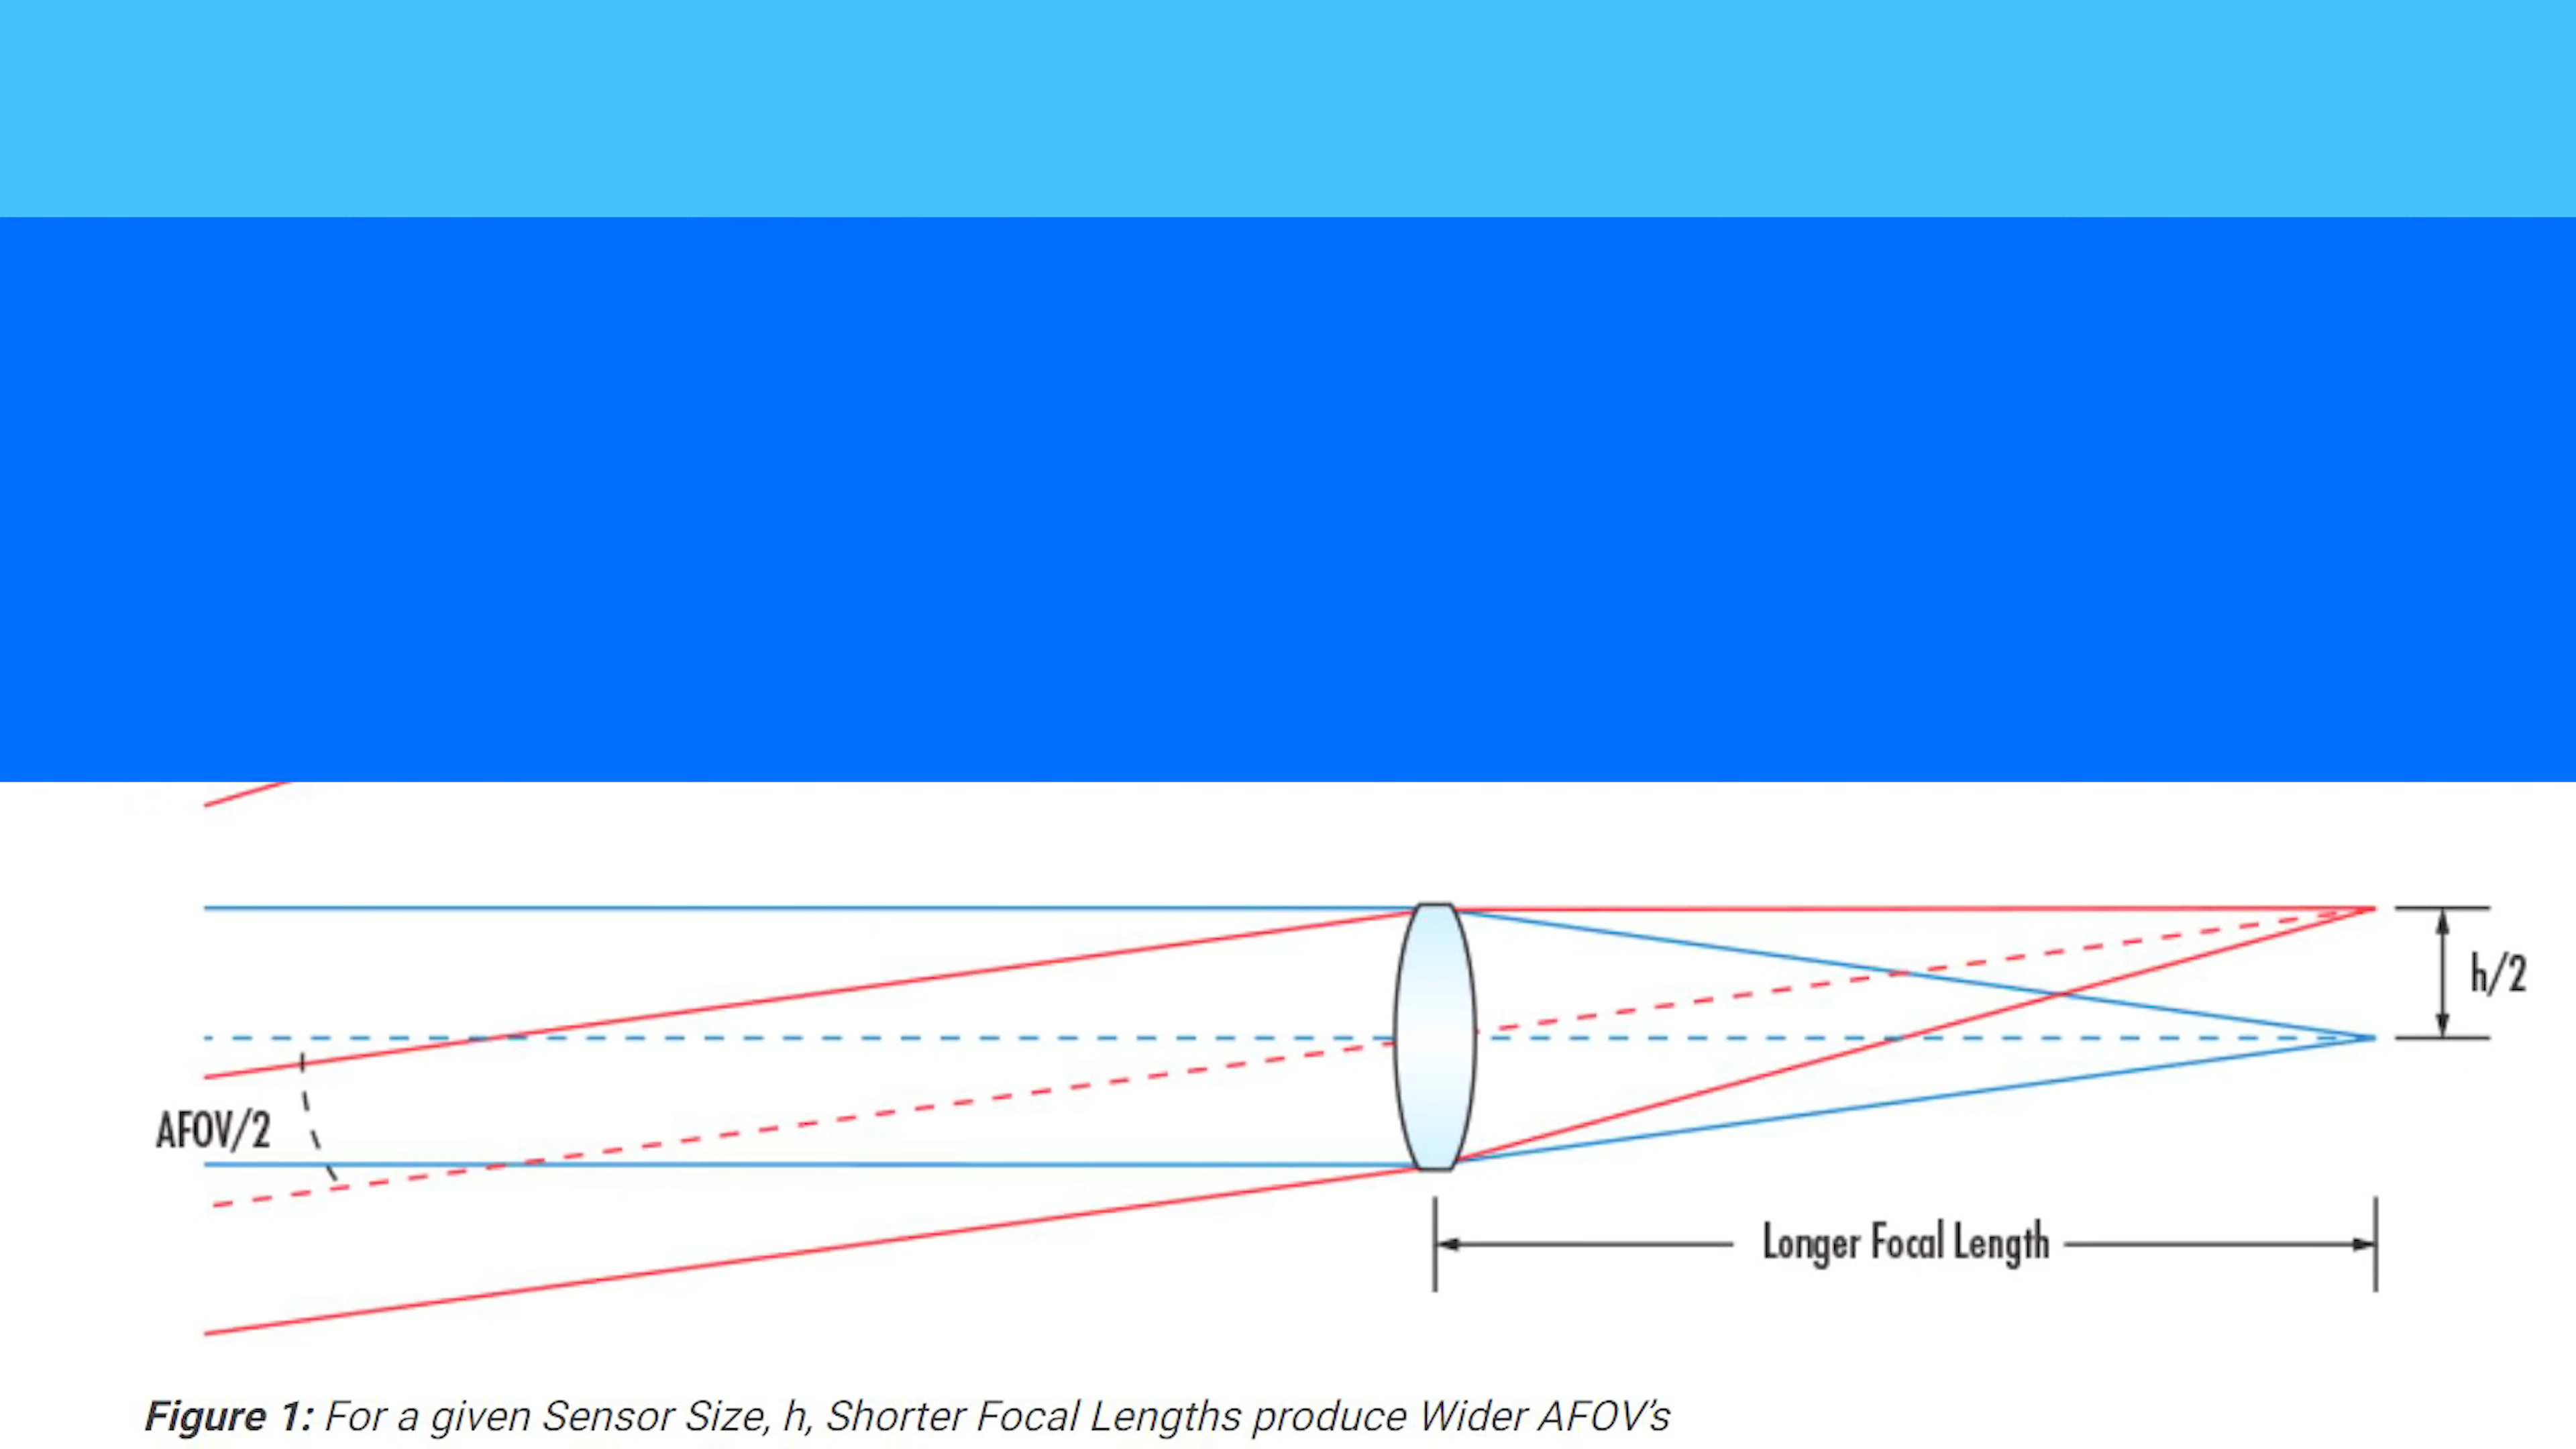 h/2
AFOV/2
Longer Focal Length
Figure 1: For a given Sensor Size, h, Shorter Focal Lengths produce Wider AFOV's